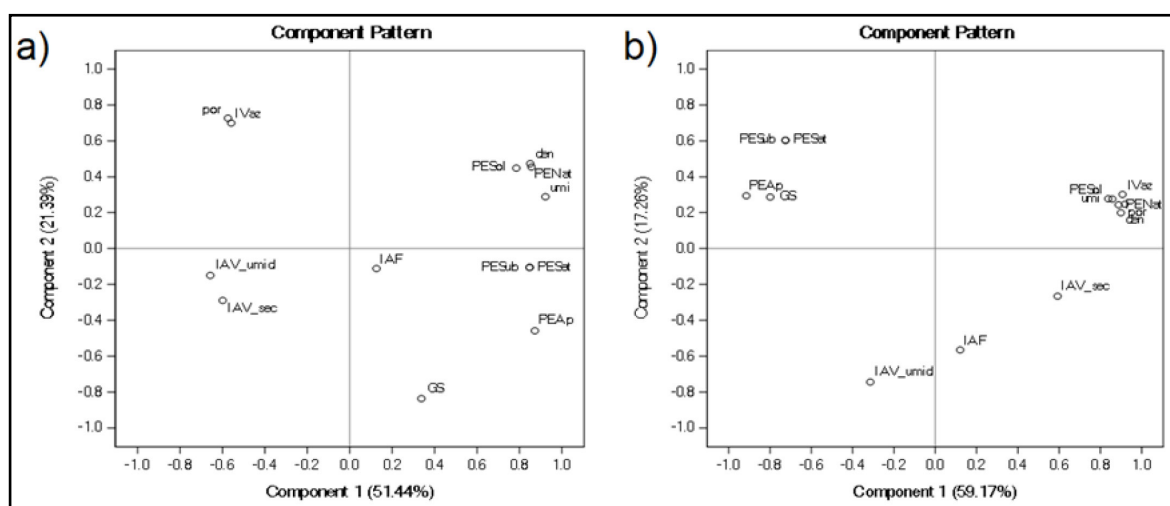 a)
Component Pattern
Component 2 (21.39%)
1.0
0.8
0.6
0.4
0.2
0.0
-0.2
-0.4
-0.6
-0.8
-1.0
por IVaz
den
PESol
PENat
umi
IAV_umid
IAF
PESub PESat
IAV_sec
PEAp
GS
-1.0 -0.8 -0.6 -0.4 -0.2 0.0 0.2 0.4 0.6 0.8 1.0
Component 1 (51.44%)
b)
Component Pattern
Component 2 (17.26%)
1.0
0.8
0.6
0.4
0.2
0.0
-0.2
-0.4
-0.6
-0.8
-1.0
PESub PESat
PEAp GS
IVaz
PESol
umi PENat
por
den
IAV_sec
IAF
IAV_umid
-1.0 -0.8 -0.6 -0.4 -0.2 0.0 0.2 0.4 0.6 0.8 1.0
Component 1 (59.17%)